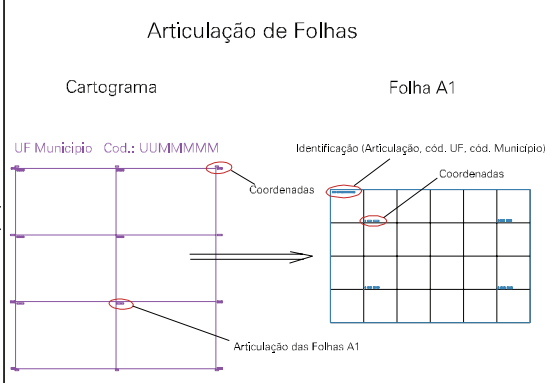 Articulação de Folhas
Cartograma
Folha A1
UF Municipio Cod.: UUMMMMM
Identificação (Articulação, cód. UF, cód. Município)
Coordenadas
Coordenadas
Articulação das Folhas A1